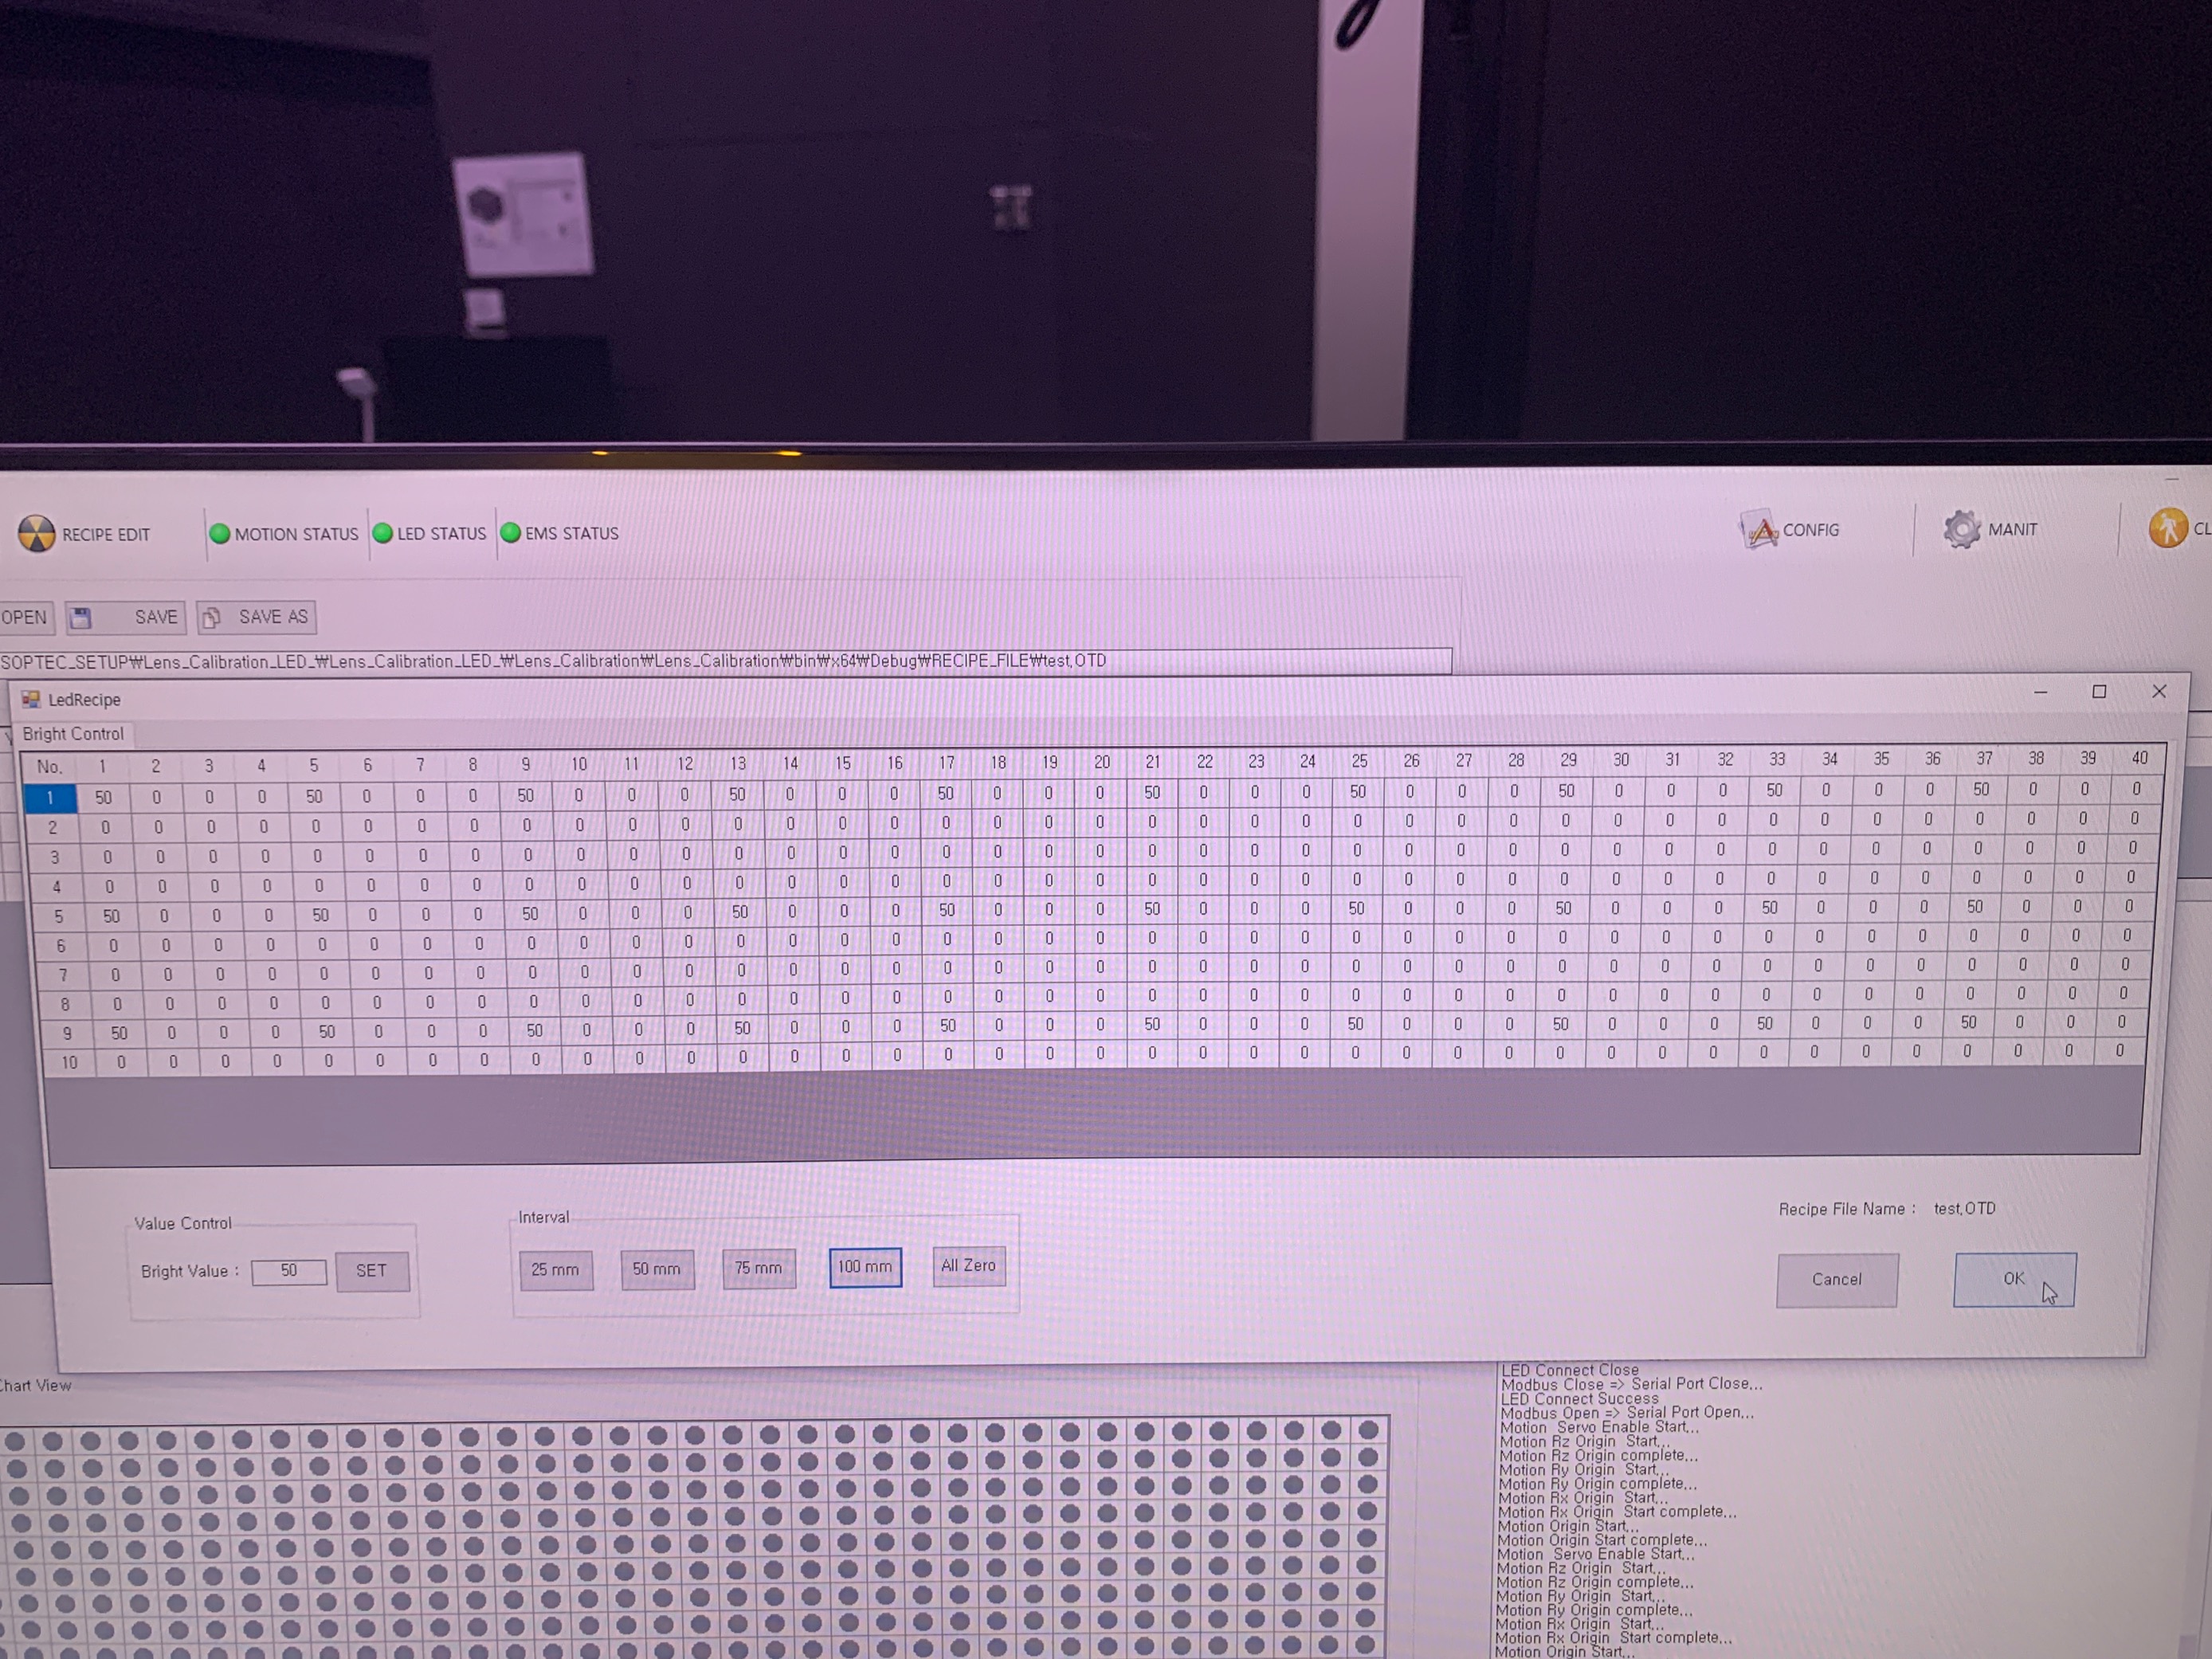 RECIPE EDIT MOTION STATUS LED STATUS EMS STATUS CONFIG MANIT CL
OPEN SAVE SAVE AS
SOPTEC_SETUP₩Lens_Calibration_LED_₩Lens_Calibration_LED_₩Lens_Calibration₩Lens_Calibration₩bin₩x64₩Debug₩RECIPE_FILE₩test.OTD
LedRecipe
Bright Control
No. 1 2 3 4 5 6 7 8 9 10 11 12 13 14 15 16 17 18 19 20 21 22 23 24 25 26 27 28 29 30 31 32 33 34 35 36 37 38 39 40
1 50 0 0 0 50 0 0 0 50 0 0 0 50 0 0 0 50 0 0 0 50 0 0 0 50 0 0 0 50 0 0 0 50 0 0 0 50 0 0 0
2 0 0 0 0 0 0 0 0 0 0 0 0 0 0 0 0 0 0 0 0 0 0 0 0 0 0 0 0 0 0 0 0 0 0 0 0 0 0 0 0
3 0 0 0 0 0 0 0 0 0 0 0 0 0 0 0 0 0 0 0 0 0 0 0 0 0 0 0 0 0 0 0 0 0 0 0 0 0 0 0 0
4 0 0 0 0 0 0 0 0 0 0 0 0 0 0 0 0 0 0 0 0 0 0 0 0 0 0 0 0 0 0 0 0 0 0 0 0 0 0 0 0
5 50 0 0 0 50 0 0 0 50 0 0 0 50 0 0 0 50 0 0 0 50 0 0 0 50 0 0 0 50 0 0 0 50 0 0 0 50 0 0 0
6 0 0 0 0 0 0 0 0 0 0 0 0 0 0 0 0 0 0 0 0 0 0 0 0 0 0 0 0 0 0 0 0 0 0 0 0 0 0 0 0
7 0 0 0 0 0 0 0 0 0 0 0 0 0 0 0 0 0 0 0 0 0 0 0 0 0 0 0 0 0 0 0 0 0 0 0 0 0 0 0 0
8 0 0 0 0 0 0 0 0 0 0 0 0 0 0 0 0 0 0 0 0 0 0 0 0 0 0 0 0 0 0 0 0 0 0 0 0 0 0 0 0
9 50 0 0 0 50 0 0 0 50 0 0 0 50 0 0 0 50 0 0 0 50 0 0 0 50 0 0 0 50 0 0 0 50 0 0 0 50 0 0 0
10 0 0 0 0 0 0 0 0 0 0 0 0 0 0 0 0 0 0 0 0 0 0 0 0 0 0 0 0 0 0 0 0 0 0 0 0 0 0 0 0
Value Control
Bright Value : 50 SET
Interval
25 mm 50 mm 75 mm 100 mm All Zero
Recipe File Name : test.OTD
Cancel OK
Chart View
LED Connect Close
Modbus Close => Serial Port Close...
LED Connect Success
Modbus Open => Serial Port Open...
Motion Servo Enable Start...
Motion Rz Origin Start...
Motion Rz Origin complete...
Motion Ry Origin Start...
Motion Ry Origin complete...
Motion Rx Origin Start...
Motion Rx Origin Start complete...
Motion Origin Start...
Motion Origin Start complete...
Motion Servo Enable Start...
Motion Rz Origin Start...
Motion Rz Origin complete...
Motion Ry Origin Start...
Motion Ry Origin complete...
Motion Rx Origin Start...
Motion Rx Origin Start complete...
Motion Origin Start...